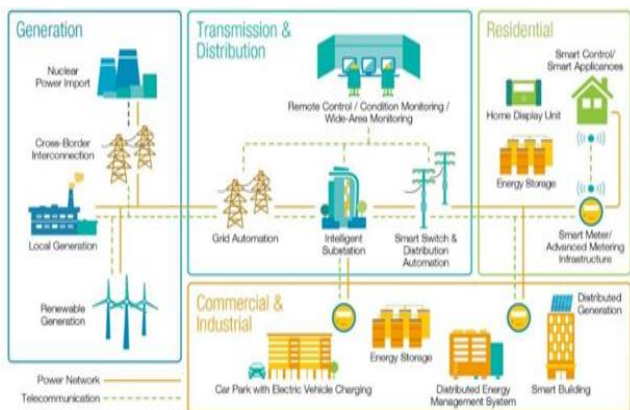 Generation
Nuclear
Power Import
Cross-Border
Interconnection
Local Generation
Renewable
Generation
Power Network
Telecommunication
Transmission &
Distribution
Remote Control / Condition Monitoring /
Wide-Area Monitoring
Grid Automation
Intelligent
Substation
Smart Switch &
Distribution
Automation
Residential
Smart Control/
Smart Applicances
Home Display Unit
Energy Storage
Smart Meter/
Advanced Metering
Infrastructure
Commercial &
Industrial
Car Park with Electric Vehicle Charging
Energy Storage
Distributed Energy
Management System
Distributed
Generation
Smart Building